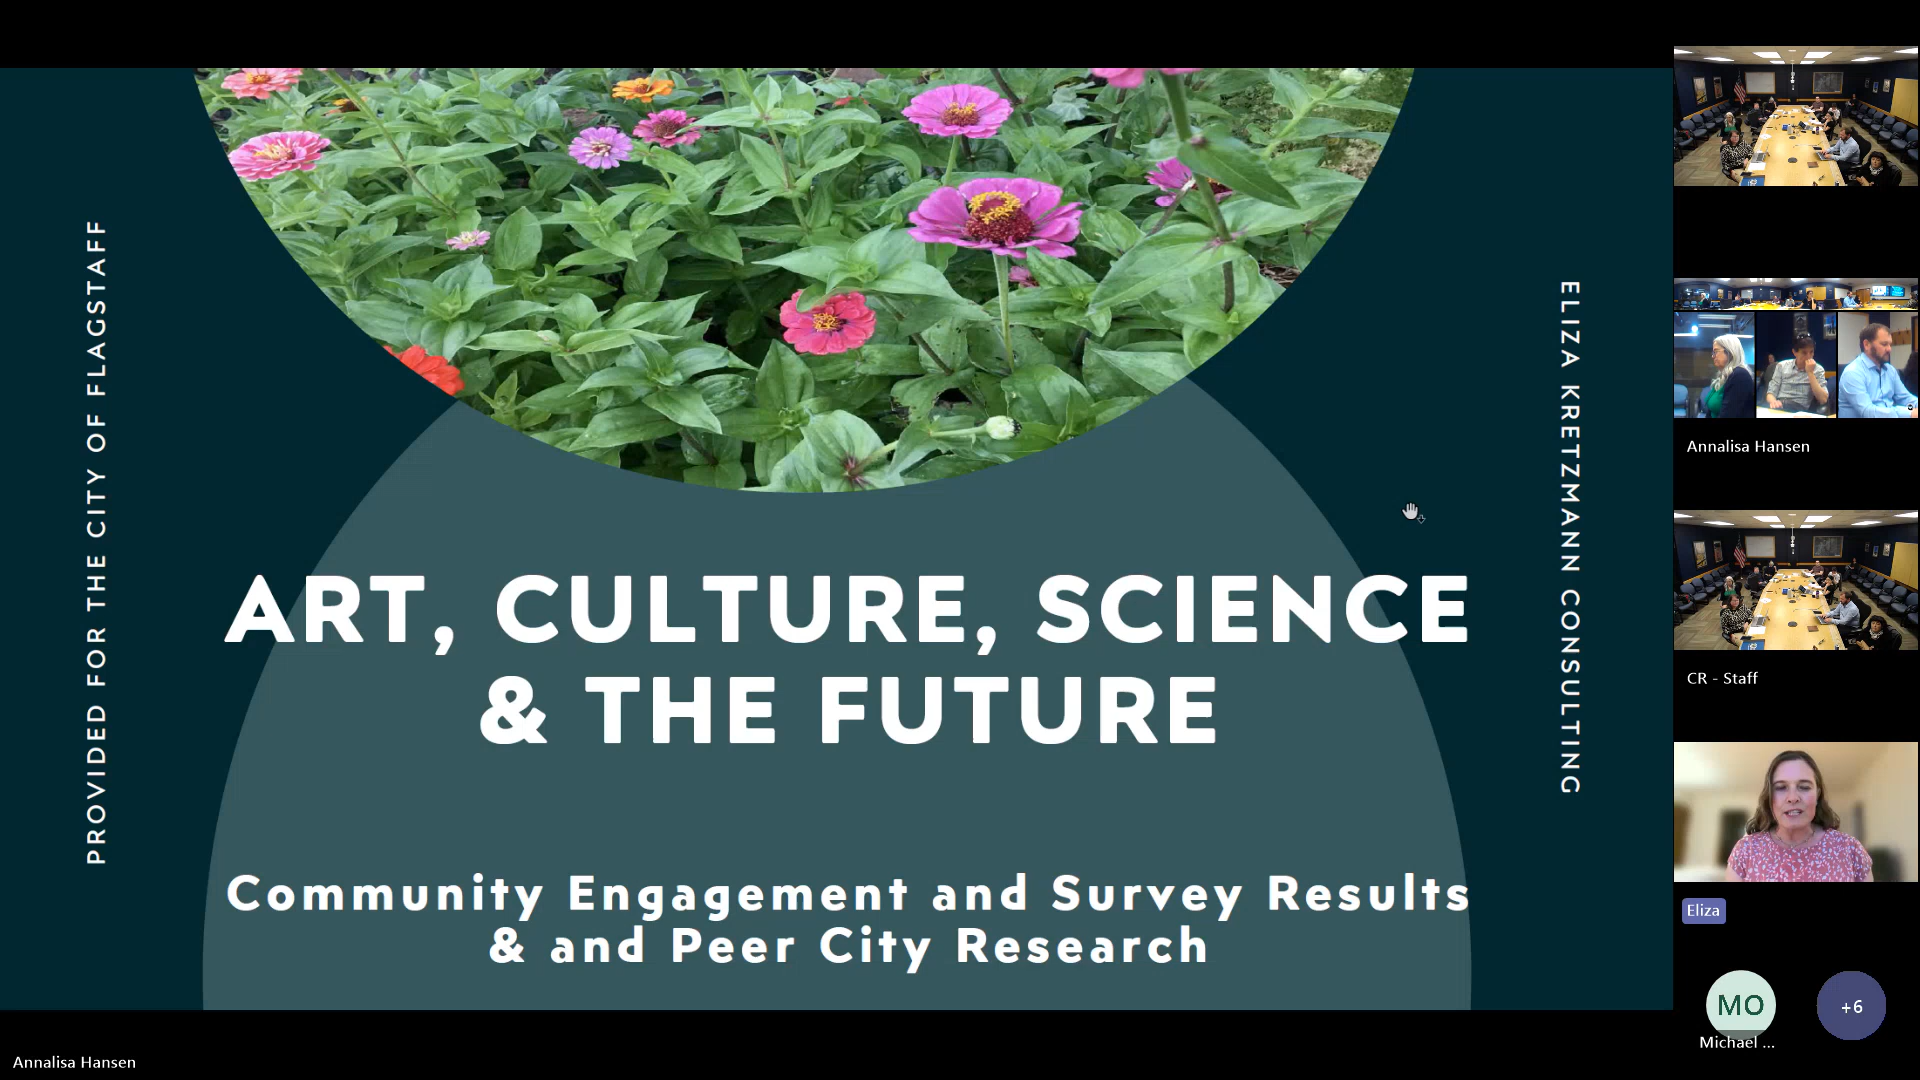 PROVIDED FOR THE CITY OF FLAGSTAFF
ART, CULTURE, SCIENCE
& THE FUTURE
Community Engagement and Survey Results
& and Peer City Research
ELIZA KRETZMANN CONSULTING
Annalisa Hansen
CR - Staff
Eliza
MO
Michael ...
+6
Annalisa Hansen